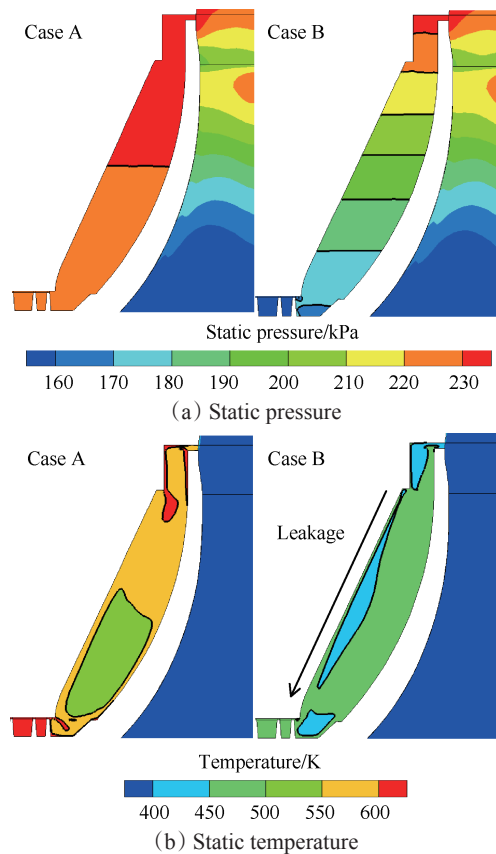 Case A
Case B
Static pressure/kPa
160 170 180 190 200 210 220 230
(a) Static pressure
Case A
Case B
Leakage
Temperature/K
400 450 500 550 600
(b) Static temperature